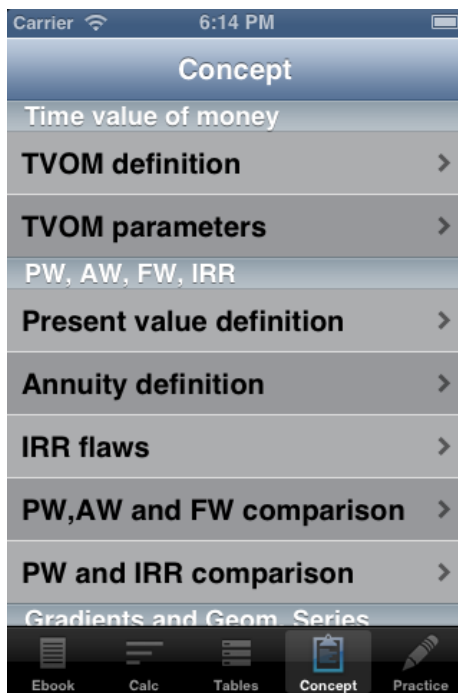 Carrier 6:14 PM
Concept
Time value of money
TVOM definition
TVOM parameters
PW, AW, FW, IRR
Present value definition
Annuity definition
IRR flaws
PW,AW and FW comparison
PW and IRR comparison
Gradients and Geom. Series
Ebook Calc Tables Concept Practice